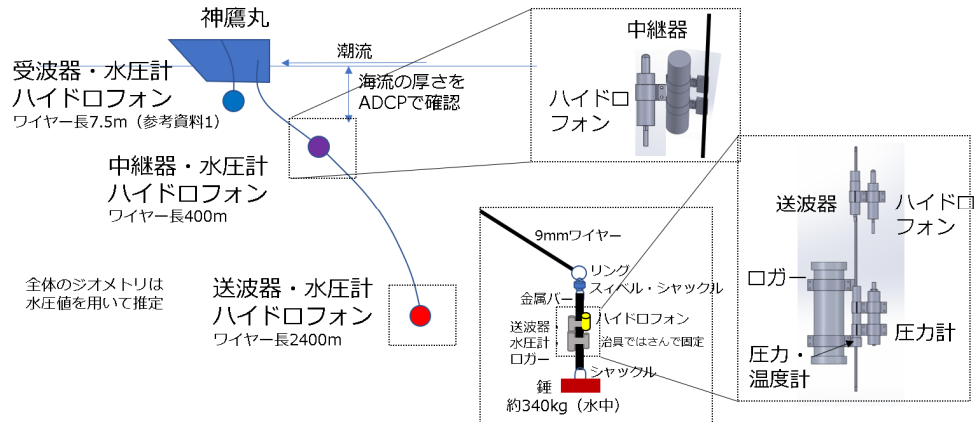 神鷹丸
潮流
受波器・水圧計
ハイドロフォン
ワイヤー長7.5m（参考資料1）
海流の厚さを
ADCPで確認
中継器・水圧計
ハイドロフォン
ワイヤー長400m
全体のジオメトリは
水圧値を用いて推定
送波器・水圧計
ハイドロフォン
ワイヤー長2400m
中継器
ハイドロ
フォン
9mmワイヤー
リング
スィベル・シャックル
金属バー
ハイドロフォン
送波器
水圧計
ロガー
治具ではさんで固定
シャックル
錘
約340kg（水中）
送波器
ハイドロ
フォン
ロガー
圧力計
圧力・
温度計